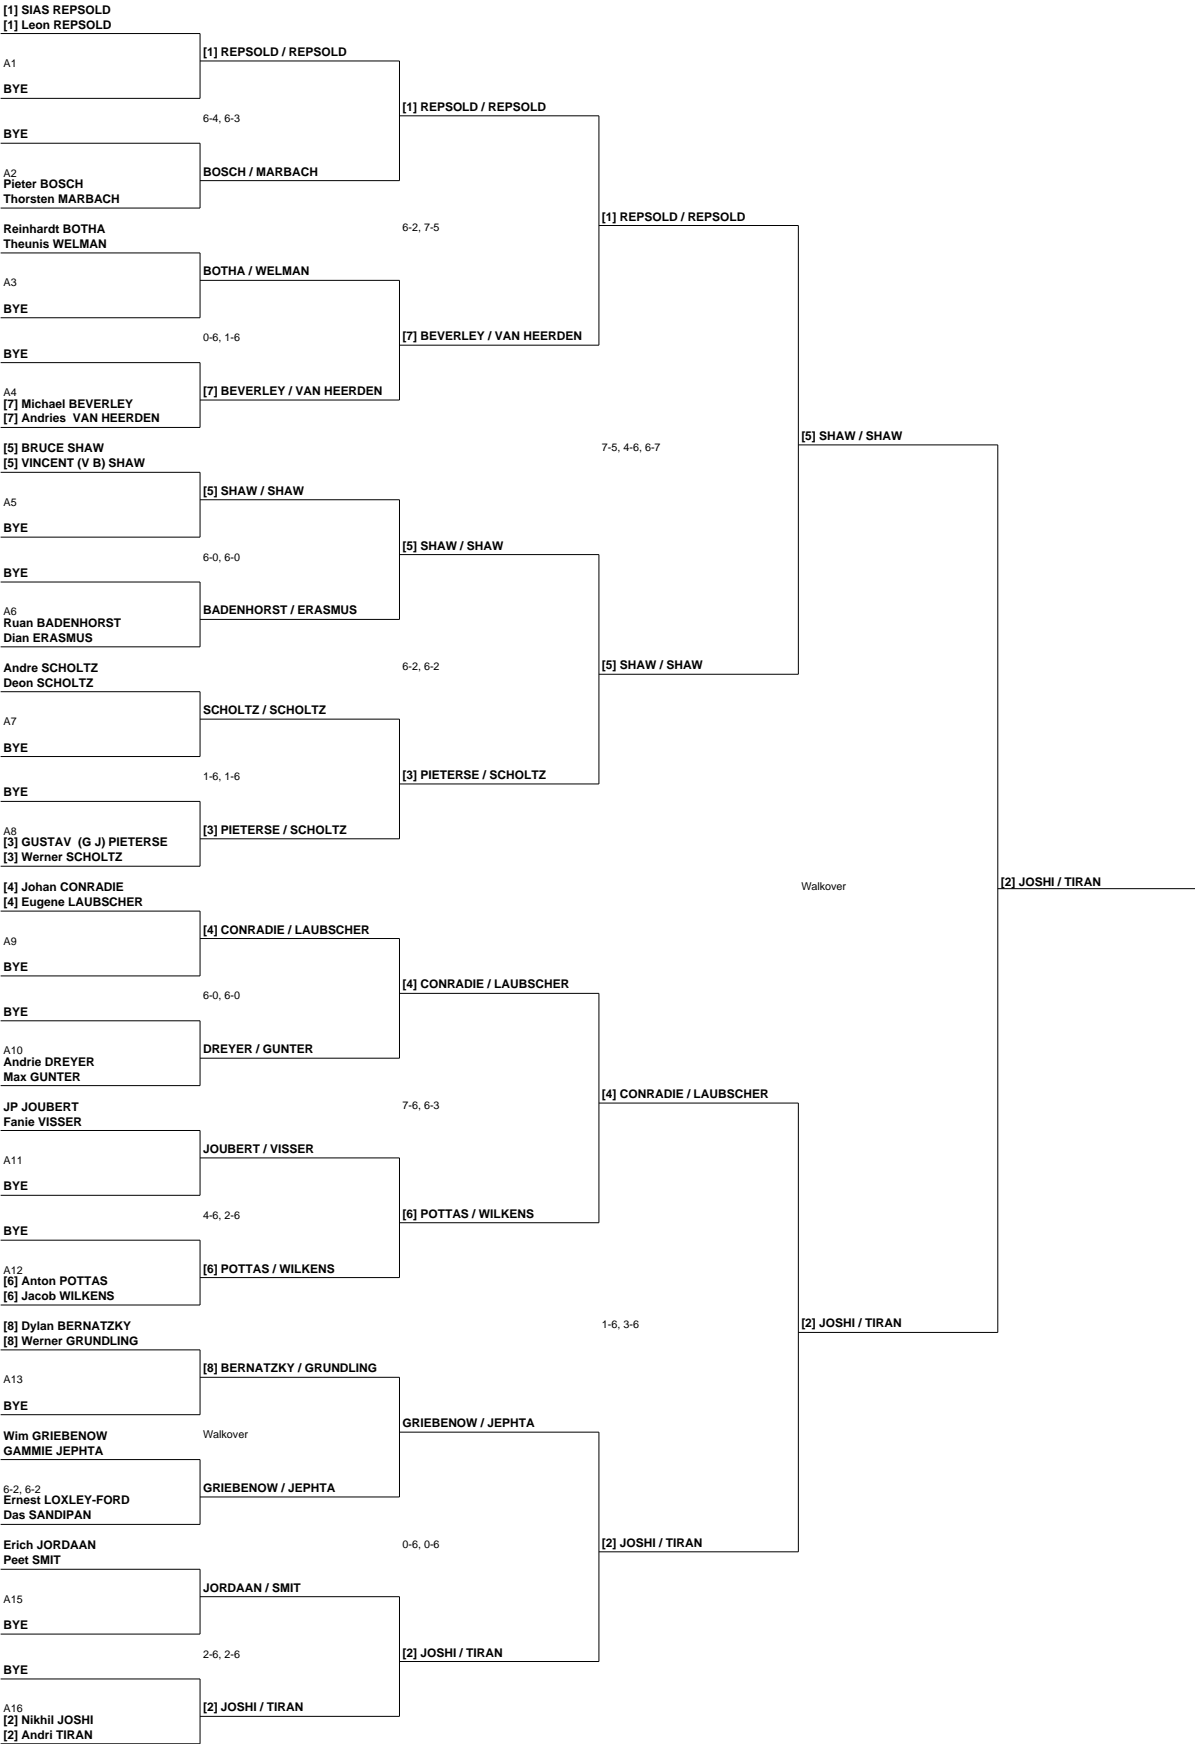 [1] SIAS REPSOLD
[1] Leon REPSOLD
A1
BYE
BYE
A2
Pieter BOSCH
Thorsten MARBACH
Reinhardt BOTHA
Theunis WELMAN
A3
BYE
BYE
A4
[7] Michael BEVERLEY
[7] Andries  VAN HEERDEN
[5] BRUCE SHAW
[5] VINCENT (V B) SHAW
A5
BYE
BYE
A6
Ruan BADENHORST
Dian ERASMUS
Andre SCHOLTZ
Deon SCHOLTZ
A7
BYE
BYE
A8
[3] GUSTAV  (G J) PIETERSE
[3] Werner SCHOLTZ
[4] Johan CONRADIE
[4] Eugene LAUBSCHER
A9
BYE
BYE
A10
Andrie DREYER
Max GUNTER
JP JOUBERT
Fanie VISSER
A11
BYE
BYE
A12
[6] Anton POTTAS
[6] Jacob WILKENS
[8] Dylan BERNATZKY
[8] Werner GRUNDLING
A13
BYE
Wim GRIEBENOW
GAMMIE JEPHTA
6-2, 6-2
Ernest LOXLEY-FORD
Das SANDIPAN
Erich JORDAAN
Peet SMIT
A15
BYE
BYE
A16
[2] Nikhil JOSHI
[2] Andri TIRAN
[1] REPSOLD / REPSOLD
6-4, 6-3
BOSCH / MARBACH
BOTHA / WELMAN
0-6, 1-6
[7] BEVERLEY / VAN HEERDEN
[5] SHAW / SHAW
6-0, 6-0
BADENHORST / ERASMUS
SCHOLTZ / SCHOLTZ
1-6, 1-6
[3] PIETERSE / SCHOLTZ
[4] CONRADIE / LAUBSCHER
6-0, 6-0
DREYER / GUNTER
JOUBERT / VISSER
4-6, 2-6
[6] POTTAS / WILKENS
[8] BERNATZKY / GRUNDLING
Walkover
GRIEBENOW / JEPHTA
JORDAAN / SMIT
2-6, 2-6
[2] JOSHI / TIRAN
[1] REPSOLD / REPSOLD
6-2, 7-5
[7] BEVERLEY / VAN HEERDEN
[5] SHAW / SHAW
6-2, 6-2
[3] PIETERSE / SCHOLTZ
[4] CONRADIE / LAUBSCHER
7-6, 6-3
[6] POTTAS / WILKENS
GRIEBENOW / JEPHTA
0-6, 0-6
[2] JOSHI / TIRAN
[1] REPSOLD / REPSOLD
7-5, 4-6, 6-7
[5] SHAW / SHAW
[4] CONRADIE / LAUBSCHER
1-6, 3-6
[2] JOSHI / TIRAN
[5] SHAW / SHAW
Walkover
[2] JOSHI / TIRAN
[2] JOSHI / TIRAN